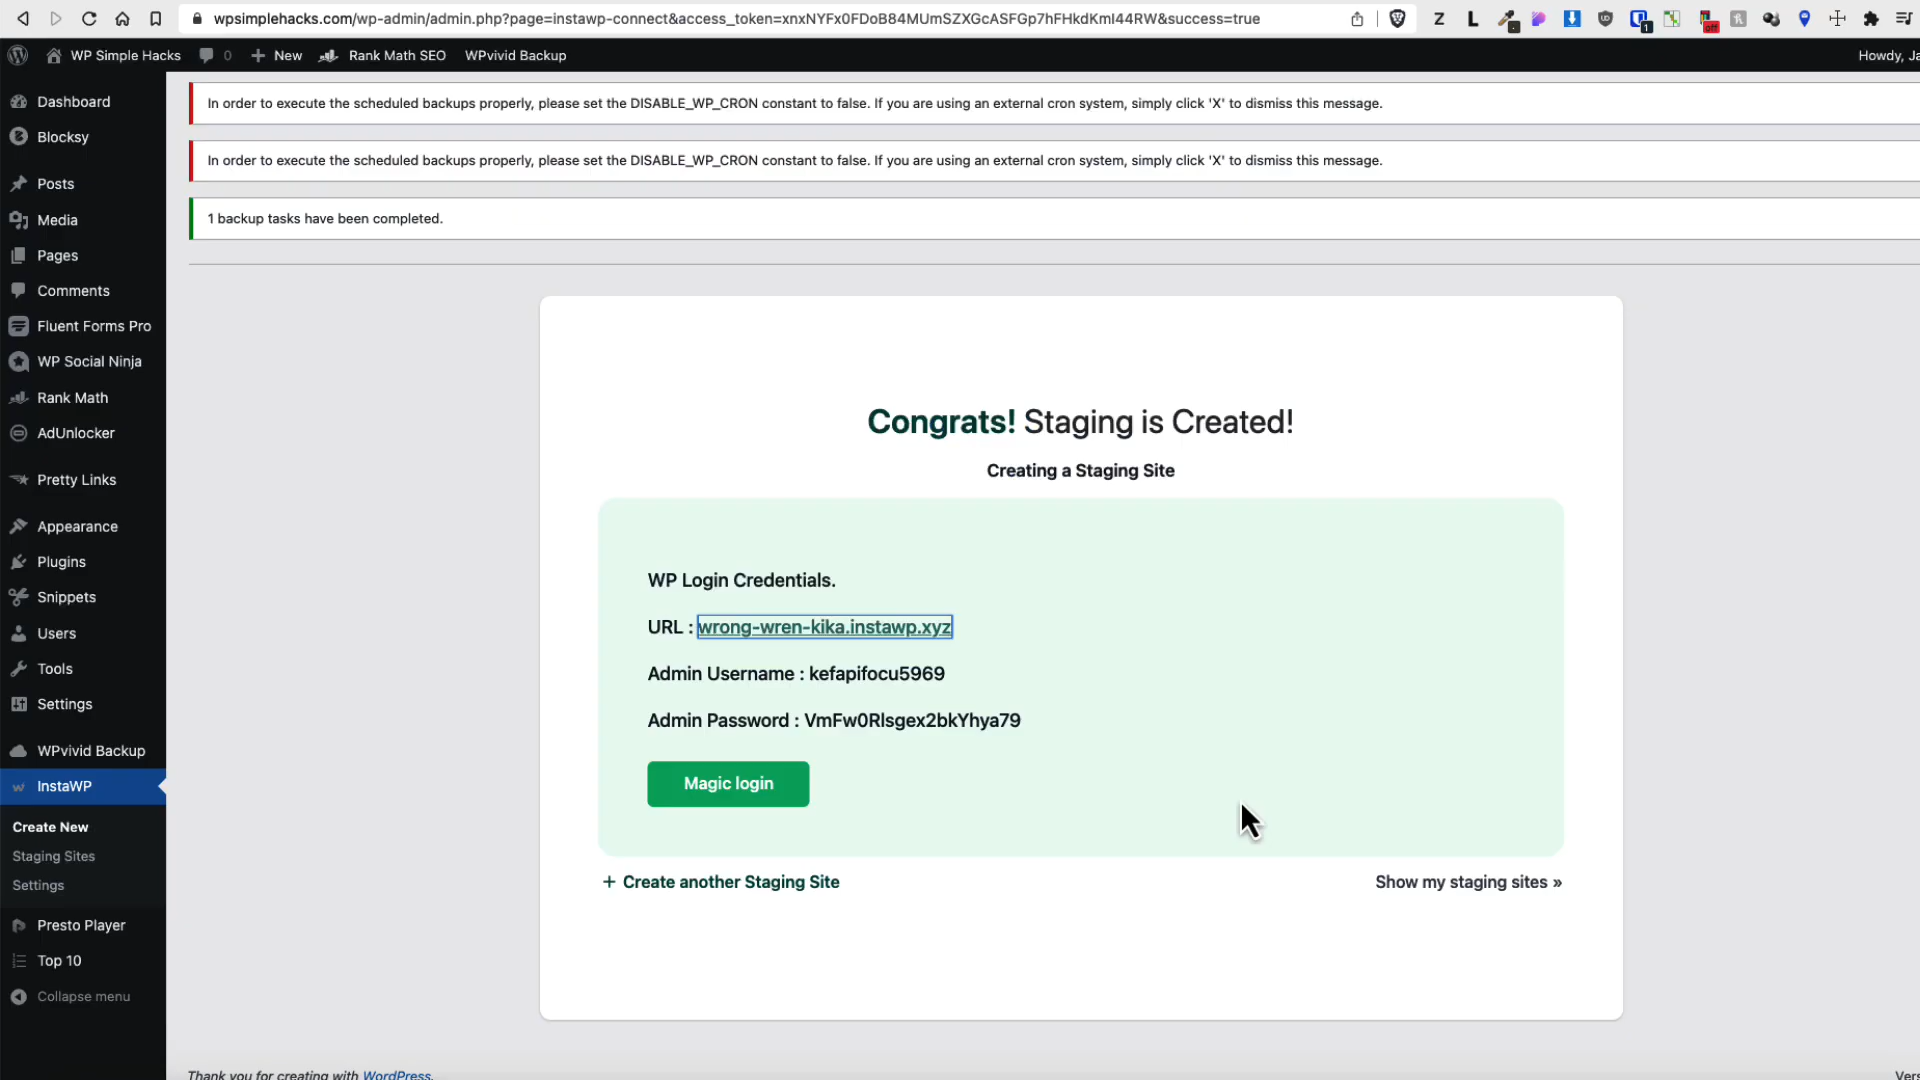 wpsimplehacks.com/wp-admin/admin.php?page=instawp-connect&access_token=xnxNYFx0FDoB84MUmSZXGcASFGp7hFHkdKmI44RW&success=true
Z
L
1
off
WP Simple Hacks
0
New
Rank Math SEO
WPvivid Backup
Howdy, Ja
Dashboard
Blocksy
Posts
Media
Pages
Comments
Fluent Forms Pro
WP Social Ninja
Rank Math
AdUnlocker
Pretty Links
Appearance
Plugins
Snippets
Users
Tools
Settings
WPvivid Backup
InstaWP
Create New
Staging Sites
Settings
Presto Player
Top 10
Collapse menu
In order to execute the scheduled backups properly, please set the DISABLE_WP_CRON constant to false. If you are using an external cron system, simply click 'X' to dismiss this message.
In order to execute the scheduled backups properly, please set the DISABLE_WP_CRON constant to false. If you are using an external cron system, simply click 'X' to dismiss this message.
1 backup tasks have been completed.
Congrats! Staging is Created!
Creating a Staging Site
WP Login Credentials.
URL : wrong-wren-kika.instawp.xyz
Admin Username : kefapifocu5969
Admin Password : VmFw0Rlsgex2bkYhya79
Magic login
+ Create another Staging Site
Show my staging sites »
Thank you for creating with WordPress.
Vers